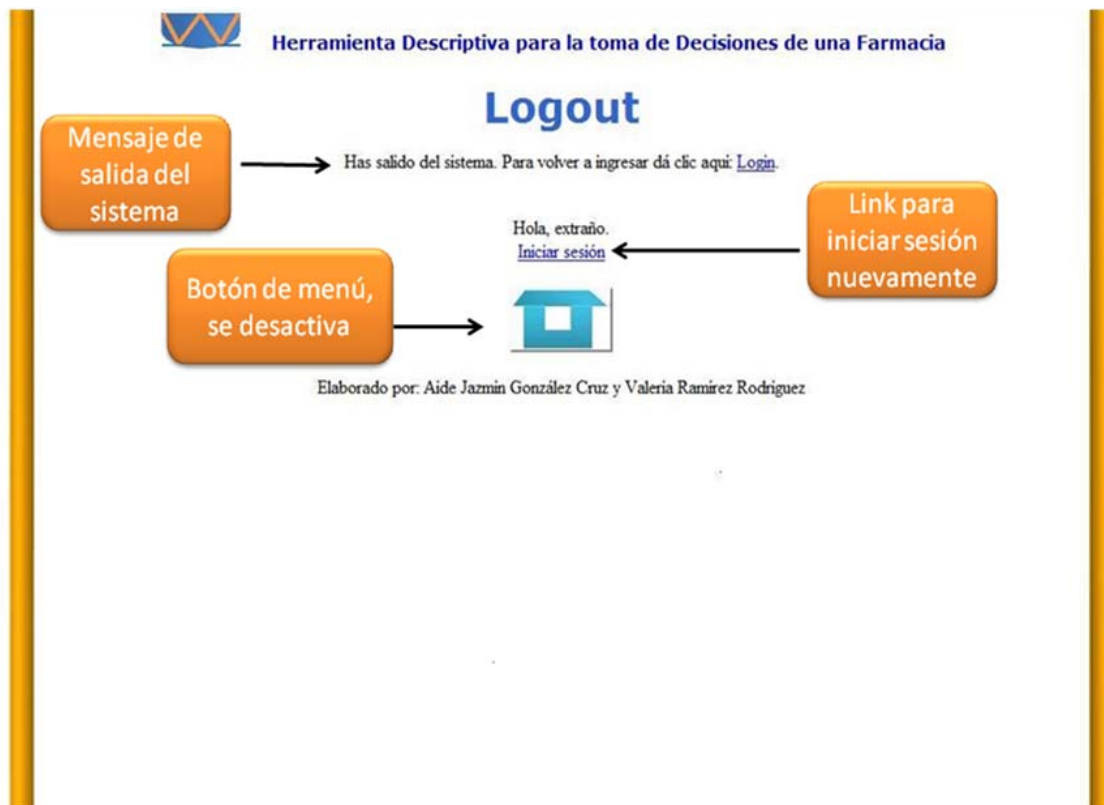 Herramienta Descriptiva para la toma de Decisiones de una Farmacia
Logout
Mensaje de
salida del
sistema
Has salido del sistema. Para volver a ingresar dá clic aqui: Login.
Link para
iniciar sesión
nuevamente
Hola, extraño.
Iniciar sesión
Botón de menú,
se desactiva
Elaborado por: Aide Jazmin González Cruz y Valeria Ramirez Rodriguez